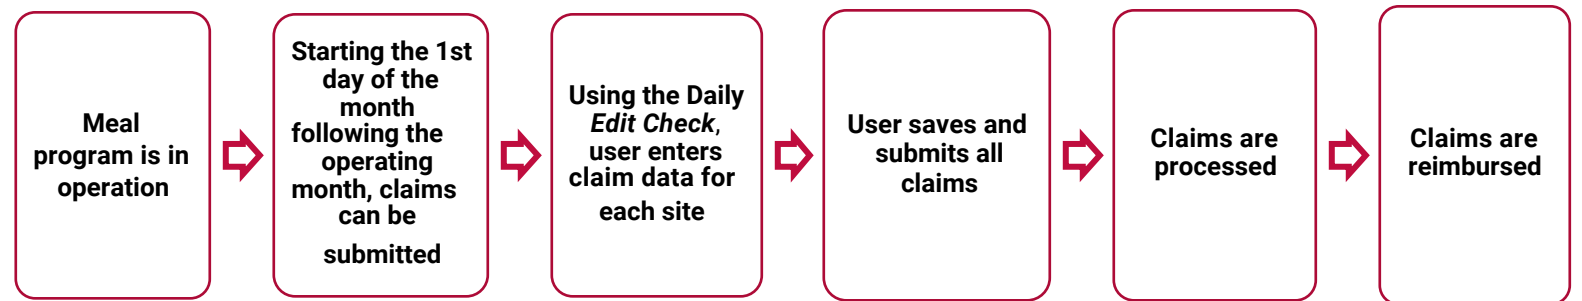 Meal
program is in
operation
Starting the 1st
day of the
month
following the
operating
month, claims
can be
submitted
Using the Daily
Edit Check,
user enters
claim data for
each site
User saves and
submits all
claims
Claims are
processed
Claims are
reimbursed